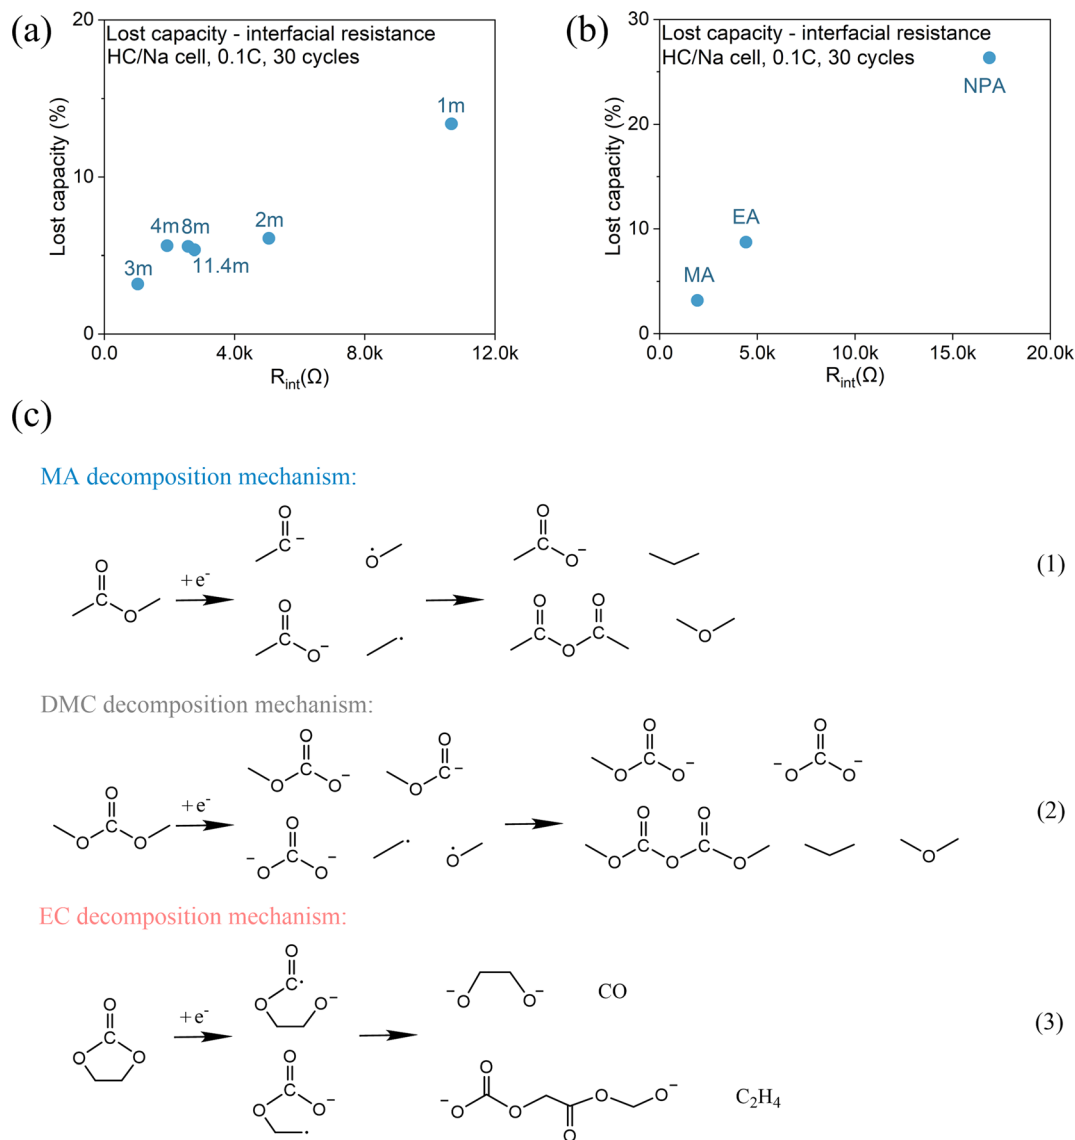 (a)
Lost capacity - interfacial resistance
HC/Na cell, 0.1C, 30 cycles
Lost capacity (%)
20
10
0
1m
2m
4m
8m
11.4m
3m
0.0
4.0k
8.0k
12.0k
R_int(Ω)
(b)
Lost capacity - interfacial resistance
HC/Na cell, 0.1C, 30 cycles
Lost capacity (%)
30
20
10
0
NPA
EA
MA
0.0
5.0k
10.0k
15.0k
20.0k
R_int(Ω)
(c)
MA decomposition mechanism:
O
C
O
+e⁻
O
C
−
O
O
C
O
−
O
C
O
−
O
O
C
C
O
O
(1)
DMC decomposition mechanism:
O
C
O
O
+e⁻
O
C
O
O
−
O
C
O
−
O
C
−O
O−
O
O
C
O
O
−
O
C
−O
O−
O
O
C
C
O
O
O
O
(2)
EC decomposition mechanism:
O
C
O
O
+e⁻
O
C
O
O−
O
C
O
O−
−O
O−
CO
O
−O
O
O
O
O−
C₂H₄
(3)